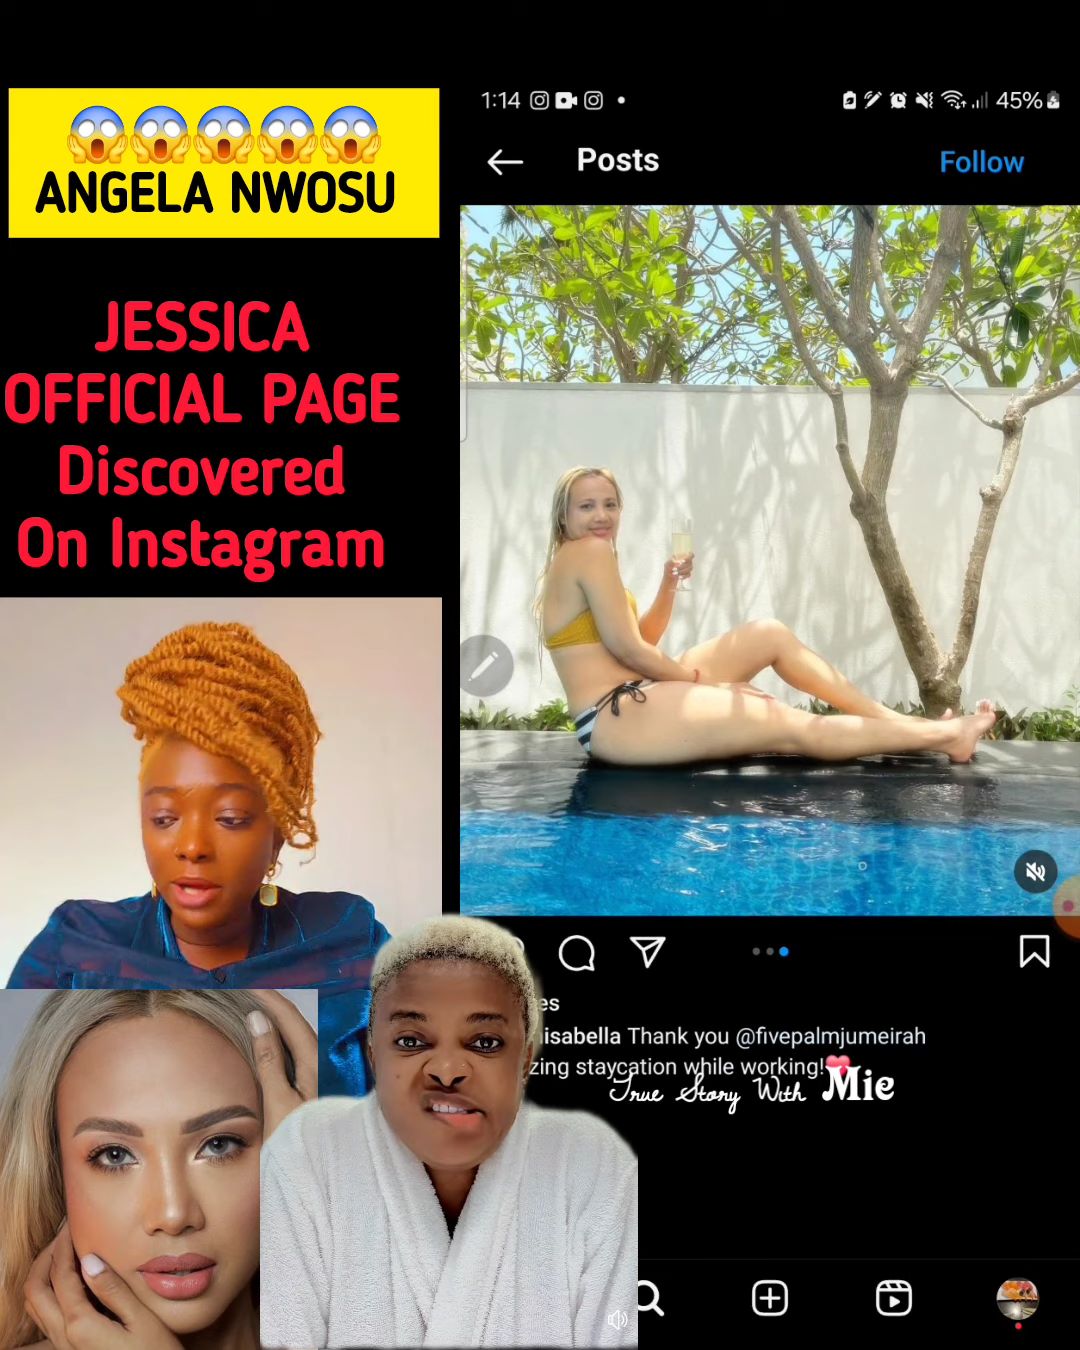 ANGELA NWOSU
JESSICA
OFFICIAL PAGE
Discovered
On Instagram
1:14
45%
Posts
Follow
isabella Thank you @fivepalmjumeirah
staycation while working!
True Story With Mie